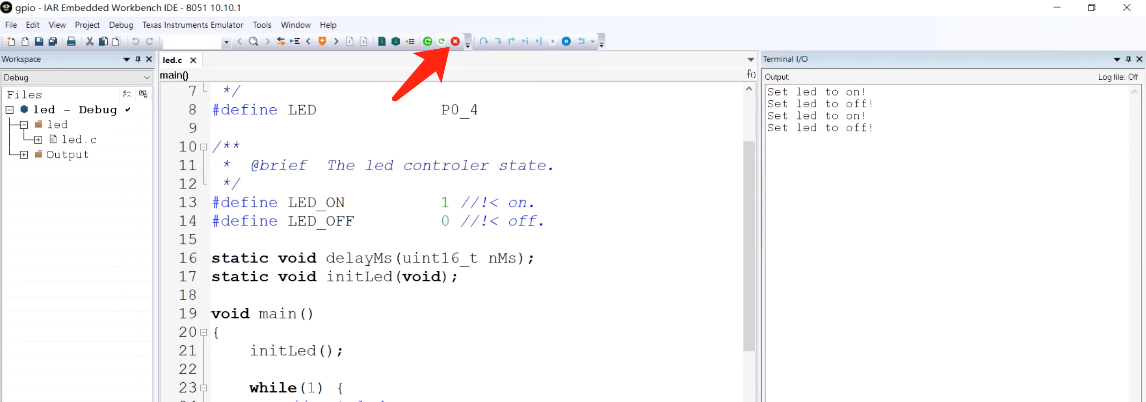 gpio - IAR Embedded Workbench IDE - 8051 10.10.1
File Edit View Project Debug Texas Instruments Emulator Tools Window Help
Workspace
Debug
Files
led - Debug
led
led.c
Output
led.c
main()
f()
7 */
8 #define LED P0_4
9
10 /**
11 * @brief The led controler state.
12 */
13 #define LED_ON 1 //!< on.
14 #define LED_OFF 0 //!< off.
15
16 static void delayMs(uint16_t nMs);
17 static void initLed(void);
18
19 void main()
20 {
21 initLed();
22
23 while(1) {
Terminal I/O
Output: Log file: Off
Set led to on!
Set led to off!
Set led to on!
Set led to off!